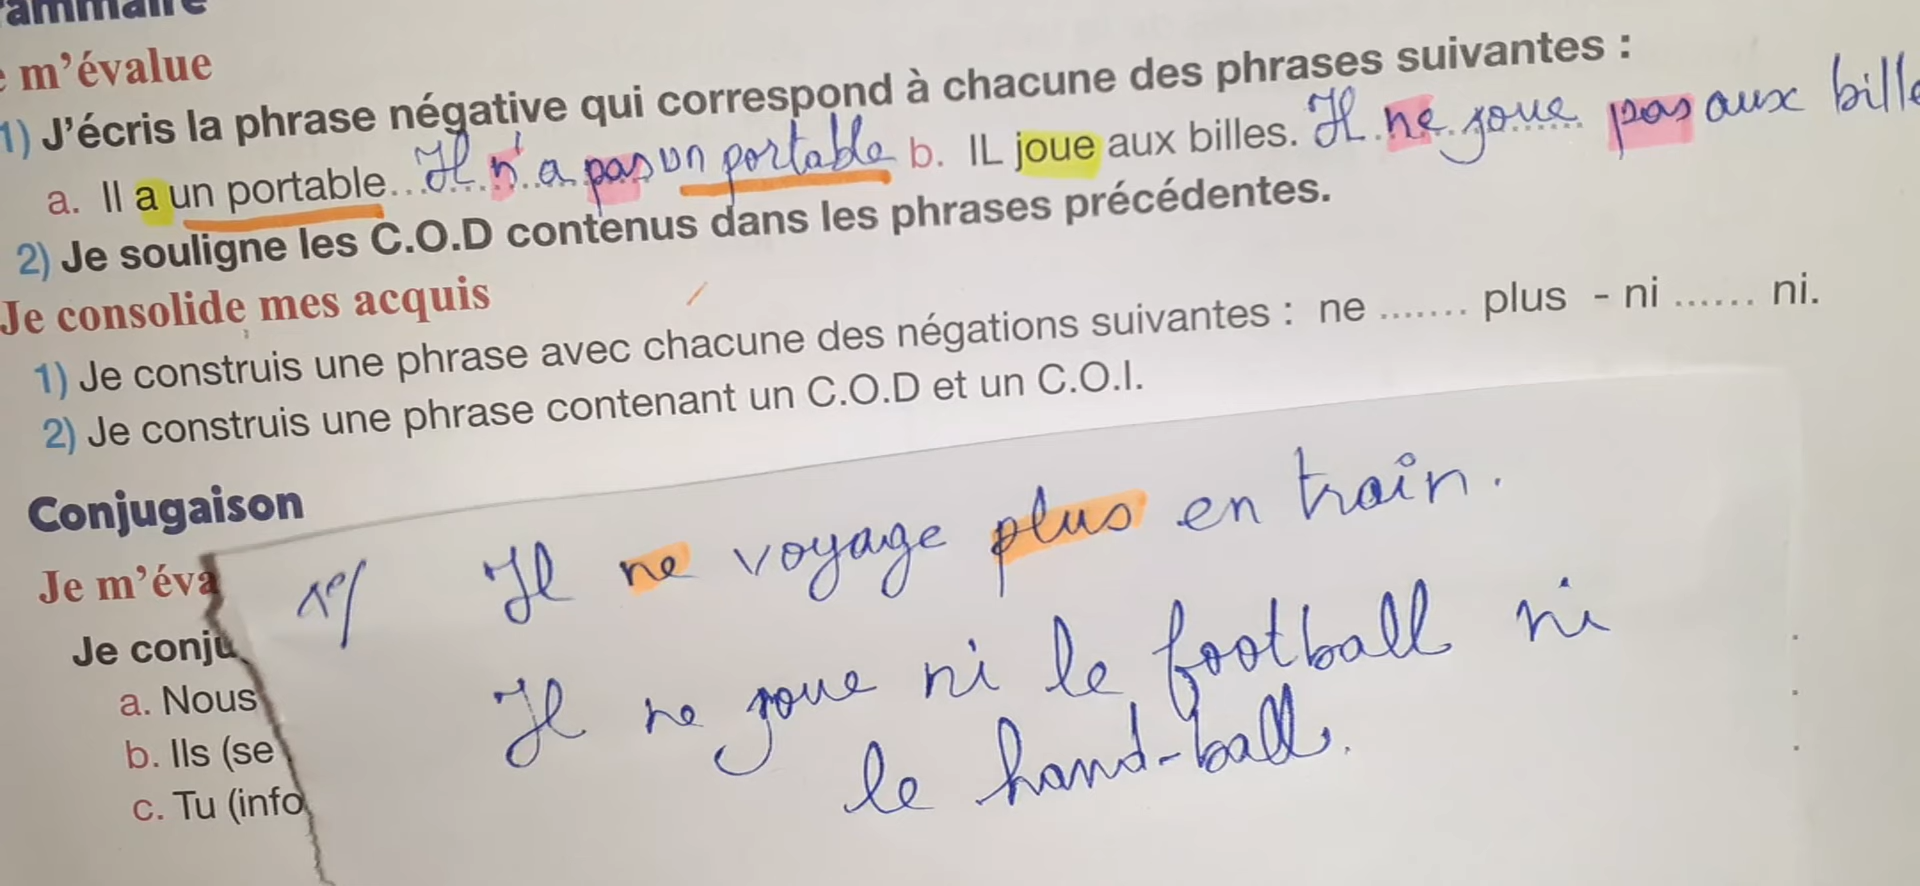 ammaire
e m'évalue
1) J'écris la phrase négative qui correspond à chacune des phrases suivantes :
a. Il a un portable... Il n'a pas un portable b. IL joue aux billes. Il ne joue pas aux bille
2) Je souligne les C.O.D contenus dans les phrases précédentes.
Je consolide mes acquis
1) Je construis une phrase avec chacune des négations suivantes : ne ....... plus - ni ...... ni.
2) Je construis une phrase contenant un C.O.D et un C.O.I.
Conjugaison
Je m'éva
Je conju
a. Nous
b. Ils (se
c. Tu (info
1°/ Il ne voyage plus en train.
Il ne joue ni le football ni
le hand-ball.